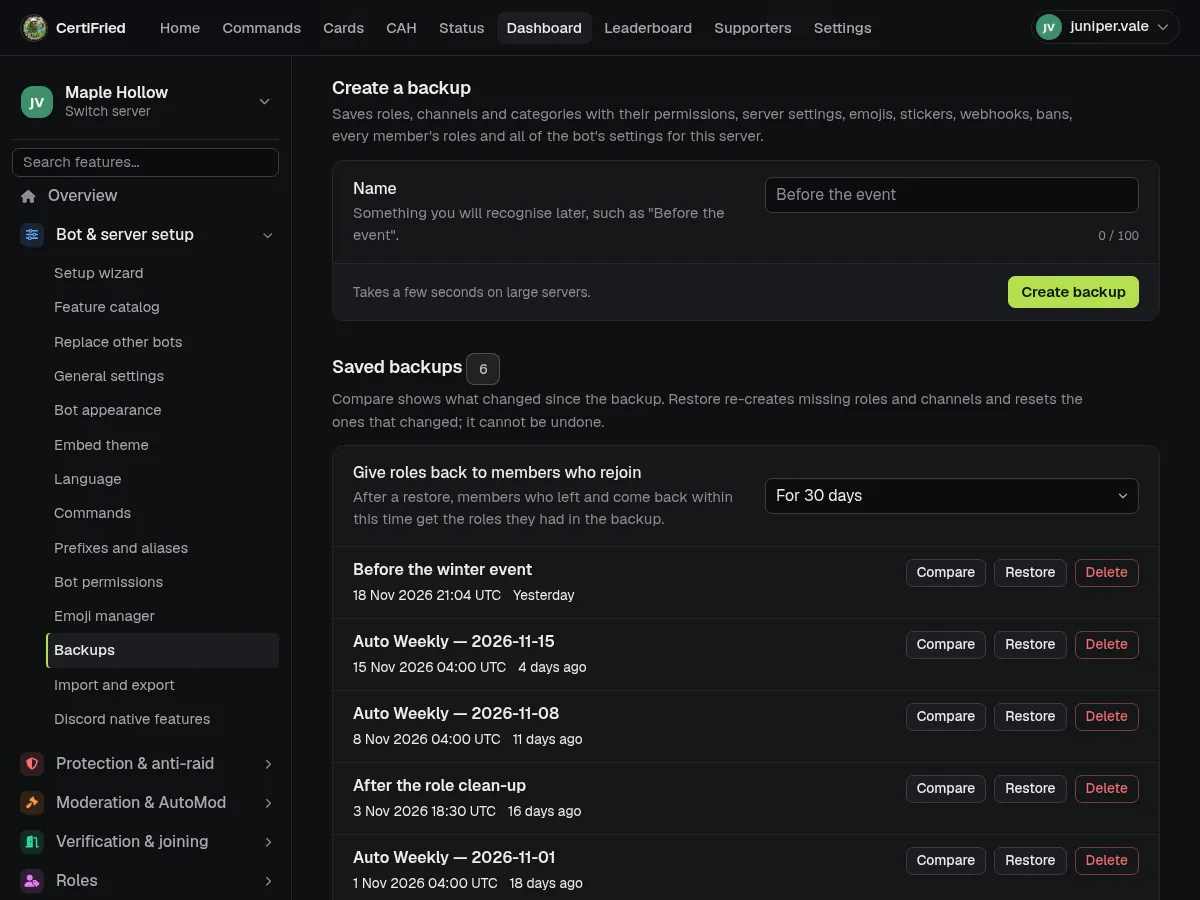 CertiFried
Home
Commands
Cards
CAH
Status
Dashboard
Leaderboard
Supporters
Settings
JV
juniper.vale
JV
Maple Hollow
Switch server
Search features...
Overview
Bot & server setup
Setup wizard
Feature catalog
Replace other bots
General settings
Bot appearance
Embed theme
Language
Commands
Prefixes and aliases
Bot permissions
Emoji manager
Backups
Import and export
Discord native features
Protection & anti-raid
Moderation & AutoMod
Verification & joining
Roles
Create a backup
Saves roles, channels and categories with their permissions, server settings, emojis, stickers, webhooks, bans,
every member's roles and all of the bot's settings for this server.
Name
Something you will recognise later, such as "Before the
event".
Before the event
0 / 100
Takes a few seconds on large servers.
Create backup
Saved backups 6
Compare shows what changed since the backup. Restore re-creates missing roles and channels and resets the
ones that changed; it cannot be undone.
Give roles back to members who rejoin
After a restore, members who left and come back within
this time get the roles they had in the backup.
For 30 days
Before the winter event
18 Nov 2026 21:04 UTC Yesterday
Compare Restore Delete
Auto Weekly — 2026-11-15
15 Nov 2026 04:00 UTC 4 days ago
Compare Restore Delete
Auto Weekly — 2026-11-08
8 Nov 2026 04:00 UTC 11 days ago
Compare Restore Delete
After the role clean-up
3 Nov 2026 18:30 UTC 16 days ago
Compare Restore Delete
Auto Weekly — 2026-11-01
1 Nov 2026 04:00 UTC 18 days ago
Compare Restore Delete